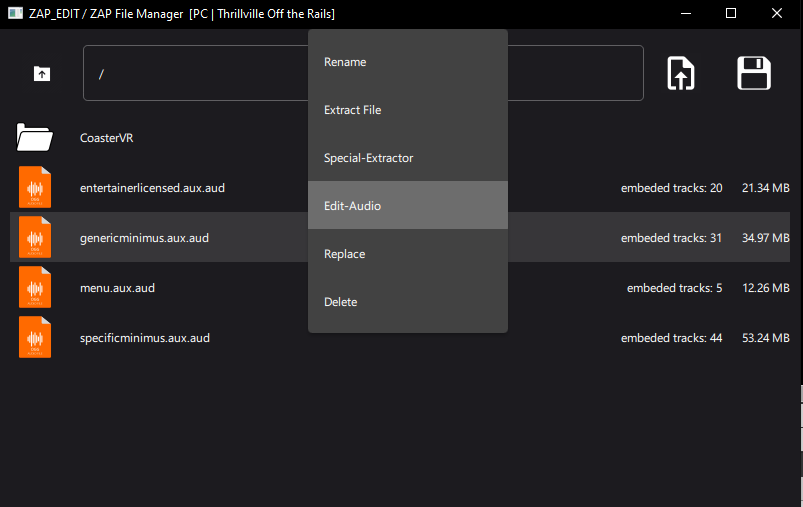 ZAP_EDIT / ZAP File Manager [PC | Thrillville Off the Rails]
/
Rename
Extract File
Special-Extractor
Edit-Audio
Replace
Delete
CoasterVR
entertainerlicensed.aux.aud embeded tracks: 20 21.34 MB
genericminimus.aux.aud embeded tracks: 31 34.97 MB
menu.aux.aud embeded tracks: 5 12.26 MB
specificminimus.aux.aud embeded tracks: 44 53.24 MB